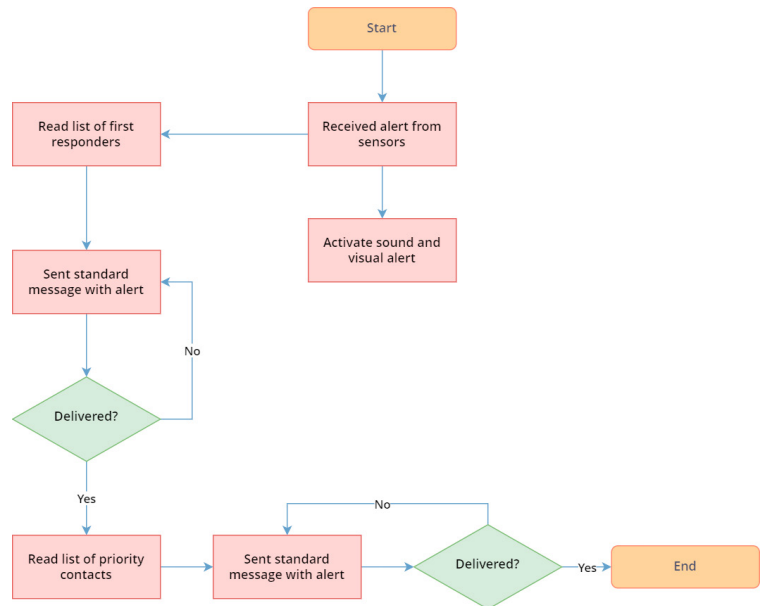 Start
Read list of first
responders
Received alert from
sensors
Activate sound and
visual alert
Sent standard
message with alert
No
Delivered?
Yes
No
Read list of priority
contacts
Sent standard
message with alert
Delivered?
Yes
End